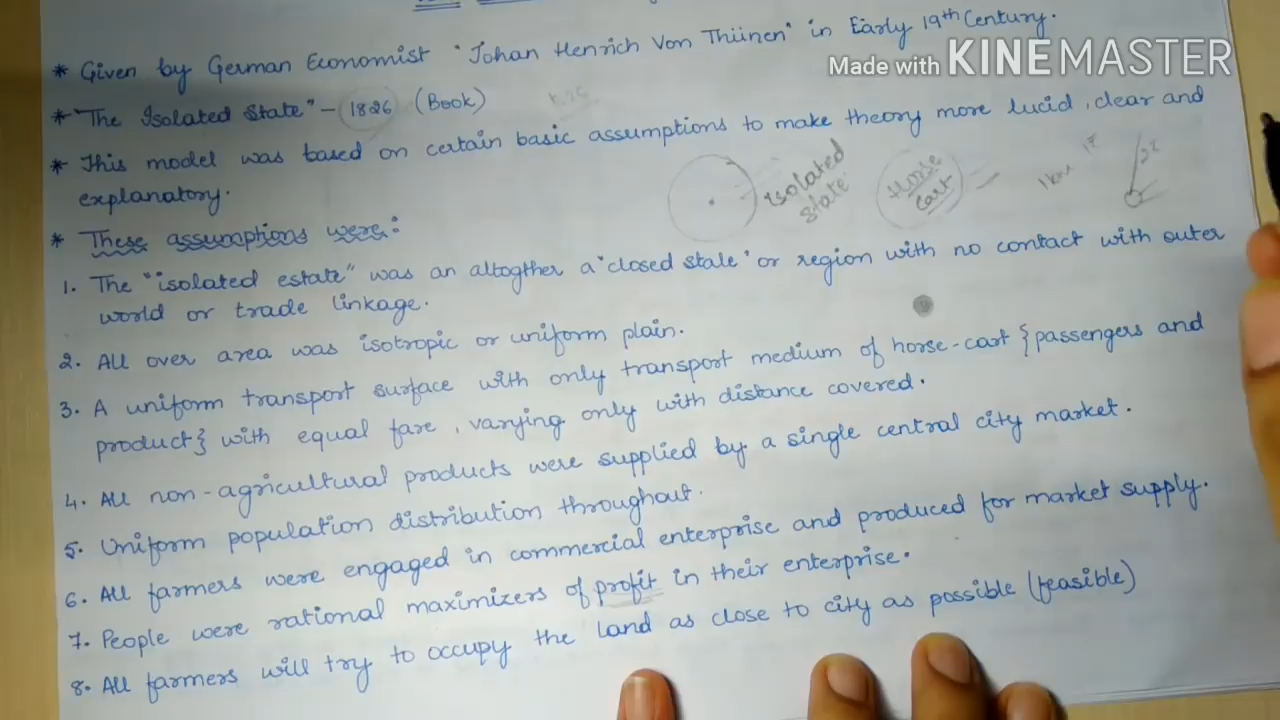 * Given by German Economist "Johan Henrich Von Thünen" in Early 19th Century.
Made with KINEMASTER
* "The Isolated State" - 1826 (Book)
* This model was based on certain basic assumptions to make theory more lucid, clear and
explanatory.
isolated state
Horse cart
1km
* These assumptions were:
1. The "isolated estate" was an altogther a "closed state" or region with no contact with outer
world or trade linkage.
2. All over area was isotropic or uniform plain.
3. A uniform transport surface with only transport medium of horse-cart {passengers and
product} with equal fare, varying only with distance covered.
4. All non-agricultural products were supplied by a single central city market.
5. Uniform population distribution throughout.
6. All farmers were engaged in commercial enterprise and produced for market supply.
7. People were rational maximizers of profit in their enterprise.
8. All farmers will try to occupy the land as close to city as possible (feasible)